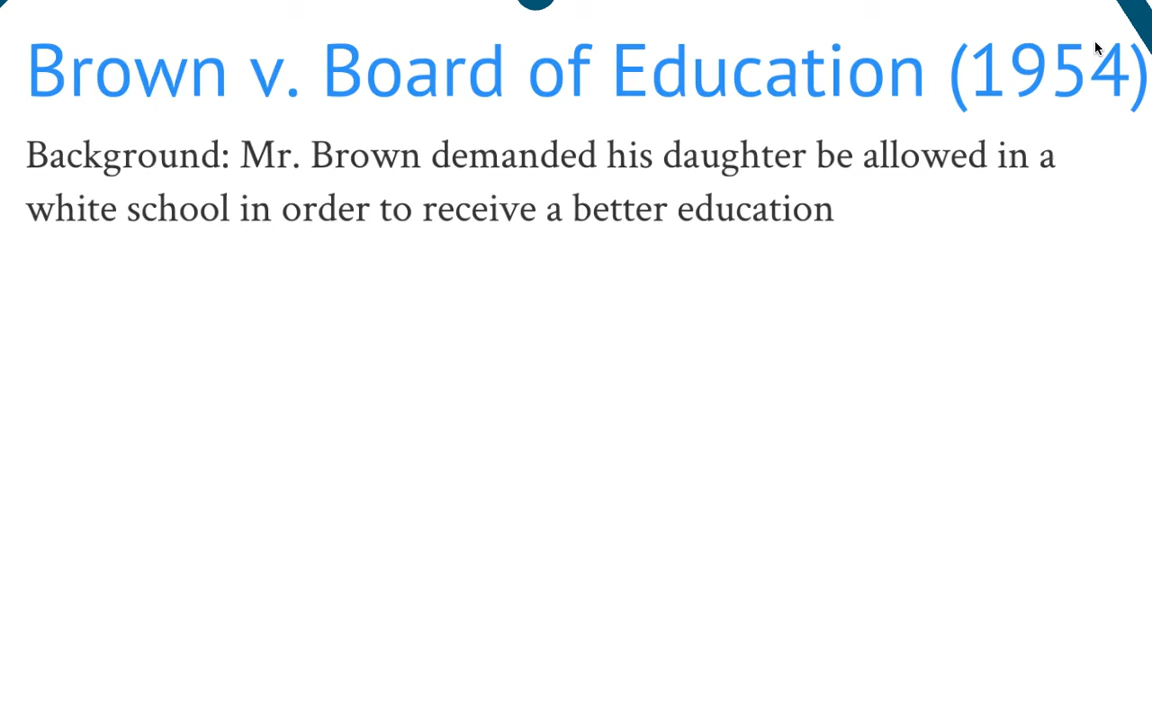 Brown v. Board of Education (1954)
Background: Mr. Brown demanded his daughter be allowed in a
white school in order to receive a better education